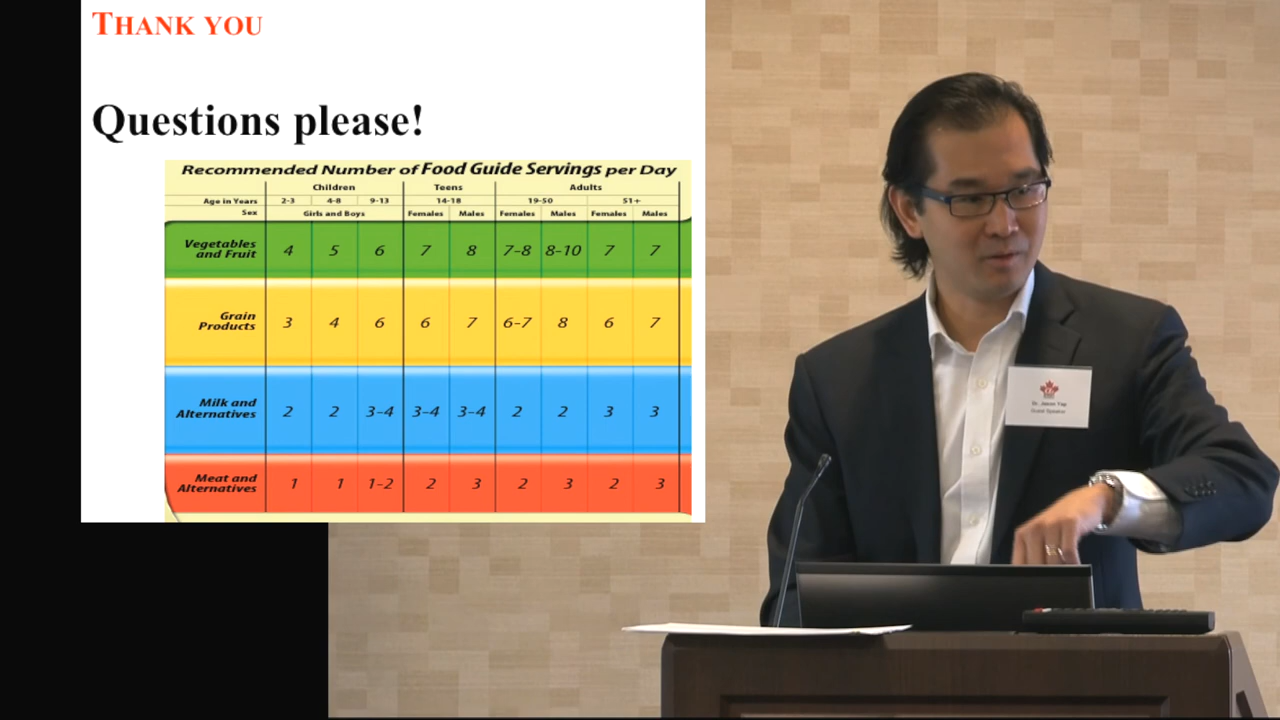 THANK YOU
Questions please!
Recommended Number of Food Guide Servings per Day
Children Teens Adults
Age in Years 2-3 4-8 9-13 14-18 19-50 51+
Sex Girls and Boys Females Males Females Males Females Males
Vegetables and Fruit 4 5 6 7 8 7-8 8-10 7 7
Grain Products 3 4 6 6 7 6-7 8 6 7
Milk and Alternatives 2 2 3-4 3-4 3-4 2 2 3 3
Meat and Alternatives 1 1 1-2 2 3 2 3 2 3
Guest Speaker